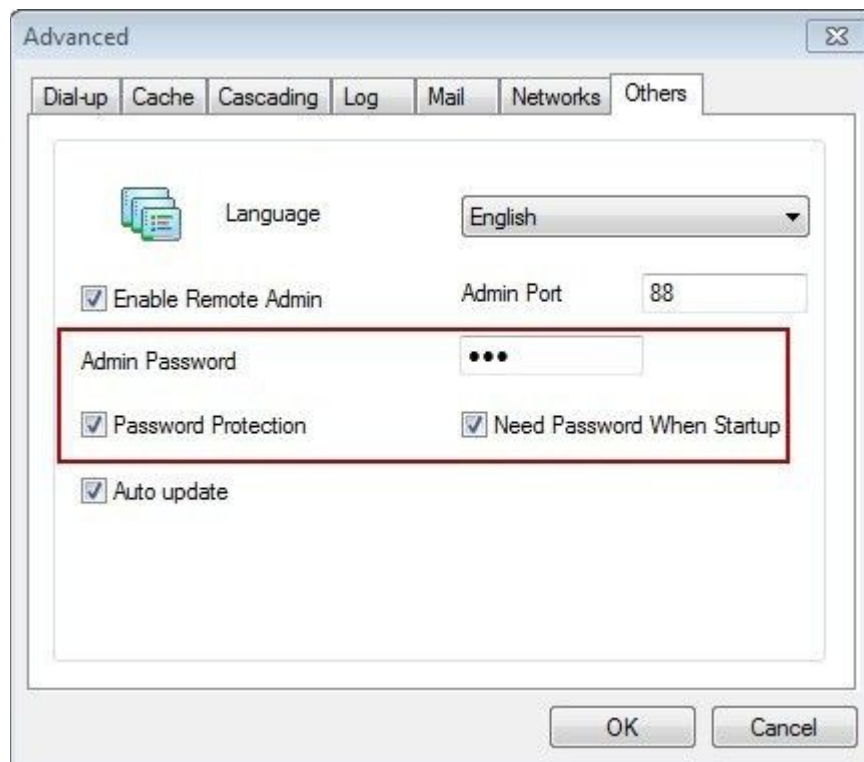 Advanced
Dial-up Cache Cascading Log Mail Networks Others
Language English
Enable Remote Admin Admin Port 88
Admin Password •••
Password Protection Need Password When Startup
Auto update
OK Cancel